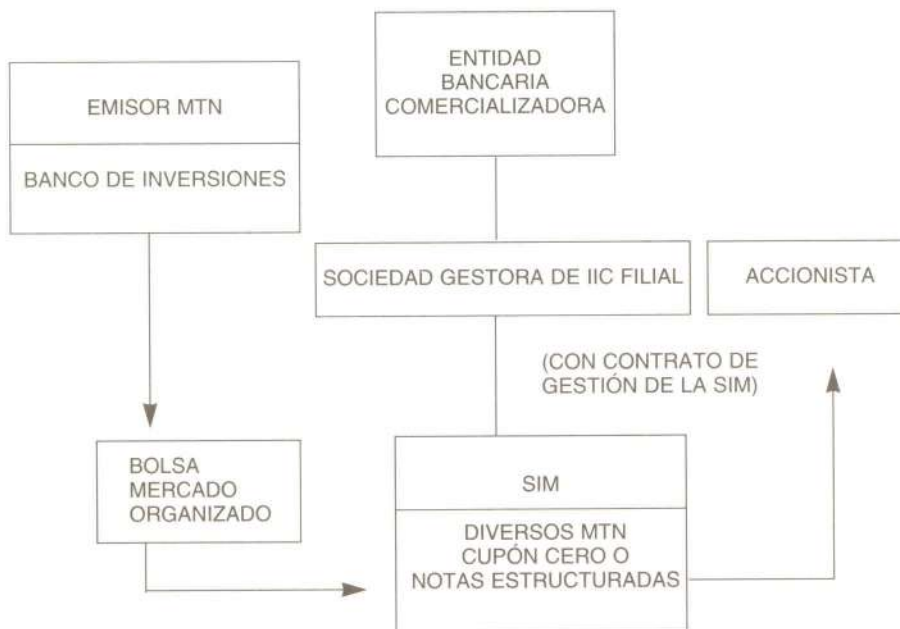 EMISOR MTN
BANCO DE INVERSIONES
ENTIDAD
BANCARIA
COMERCIALIZADORA
SOCIEDAD GESTORA DE IIC FILIAL
ACCIONISTA
(CON CONTRATO DE
GESTIÓN DE LA SIM)
BOLSA
MERCADO
ORGANIZADO
SIM
DIVERSOS MTN
CUPÓN CERO O
NOTAS ESTRUCTURADAS